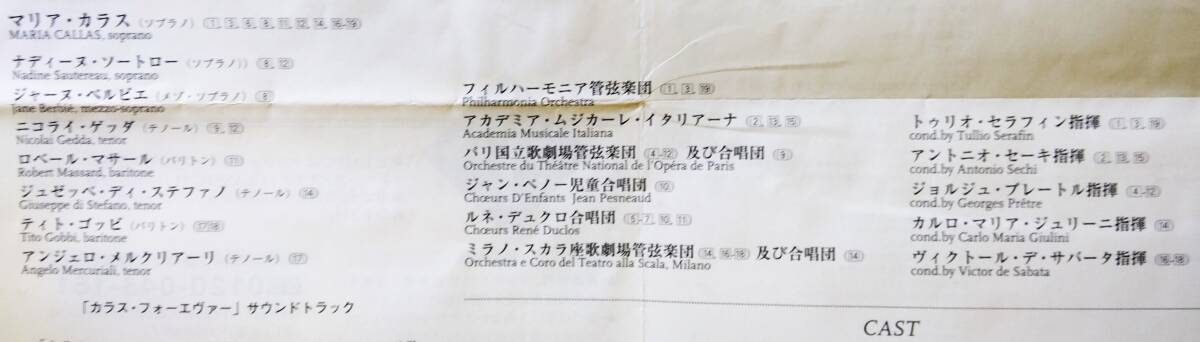 マリア・カラス（ソプラノ）①,③,⑥,⑧,⑪,⑫,⑭,⑯-⑲
MARIA CALLAS, soprano
ナディーヌ・ソートロー（ソプラノ））⑧,⑫
Nadine Sautereau, soprano
ジャーヌ・ベルビエ（メゾ・ソプラノ）⑧
Jane Berbié, mezzo-soprano
ニコライ・ゲッダ（テノール）⑨,⑫
Nicolas Gedda, tenor
ロベール・マサール（バリトン）⑪
Robert Massard, baritone
ジュゼッペ・ディ・ステファノ（テノール）⑭
Giuseppe di Stefano, tenor
ティト・ゴッビ（バリトン）⑰⑱
Tito Gobbi, baritone
アンジェロ・メルクリアーリ（テノール）⑰
Angelo Mercuriali, tenor
「カラス・フォーエヴァー」サウンドトラック
フィルハーモニア管弦楽団 ①,③,⑲
Philharmonia Orchestra
アカデミア・ムジカーレ・イタリアーナ ②,⑬,⑮
Academia Musicale Italiana
パリ国立歌劇場管弦楽団 ④-⑫ 及び合唱団 ⑨
Orchestre du Théâtre National de l'Opéra de Paris
ジャン・ペノー児童合唱団 ⑩
Chœurs D'Enfants Jean Pesneaud
ルネ・デュクロ合唱団 ⑤-⑦,⑩,⑪
Chœurs René Duclos
ミラノ・スカラ座歌劇場管弦楽団 ⑭,⑯-⑱ 及び合唱団 ⑭
Orchestra e Coro del Teatro alla Scala, Milano
トゥリオ・セラフィン指揮 ①,③,⑲
cond.by Tullio Serafin
アントニオ・セーキ指揮 ②,⑬,⑮
cond.by Antonio Sechi
ジョルジュ・プレートル指揮 ④-⑫
cond.by Georges Prêtre
カルロ・マリア・ジュリーニ指揮 ⑭
cond.by Carlo Maria Giulini
ヴィクトール・デ・サバータ指揮 ⑯-⑱
cond.by Victor de Sabata
CAST